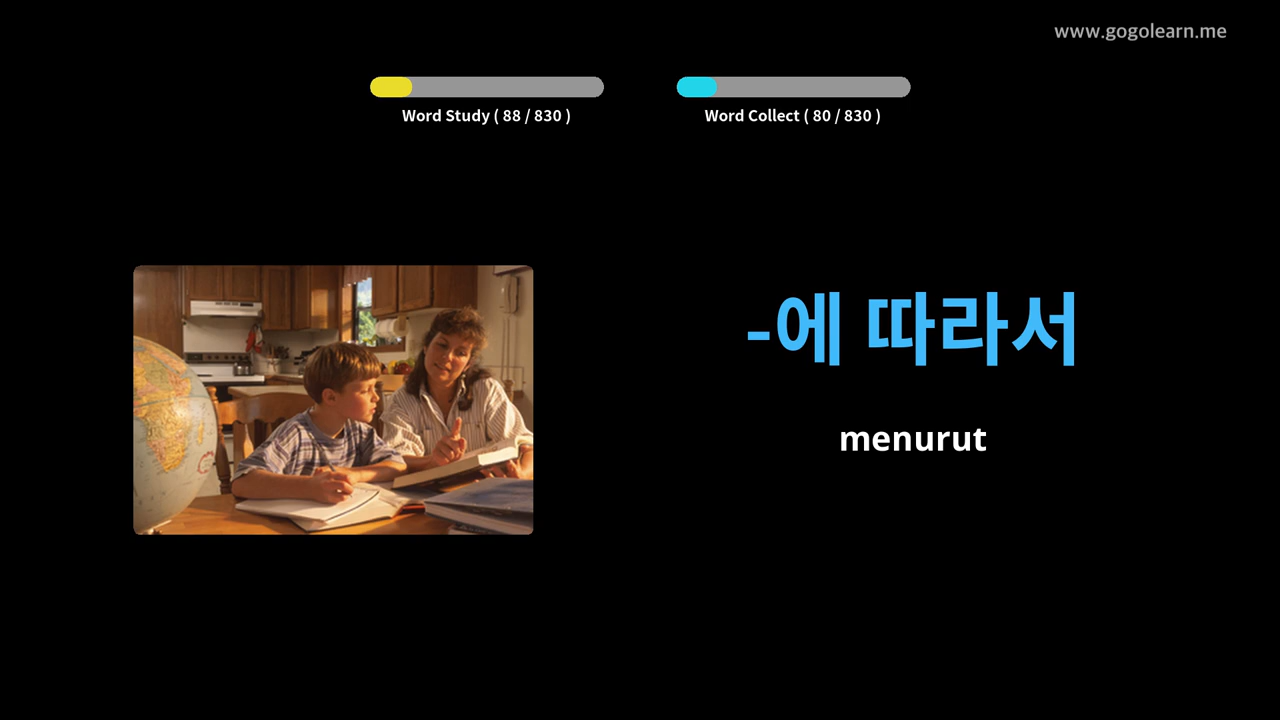 www.gogolearn.me
Word Study ( 88 / 830 )
Word Collect ( 80 / 830 )
-에 따라서
menurut